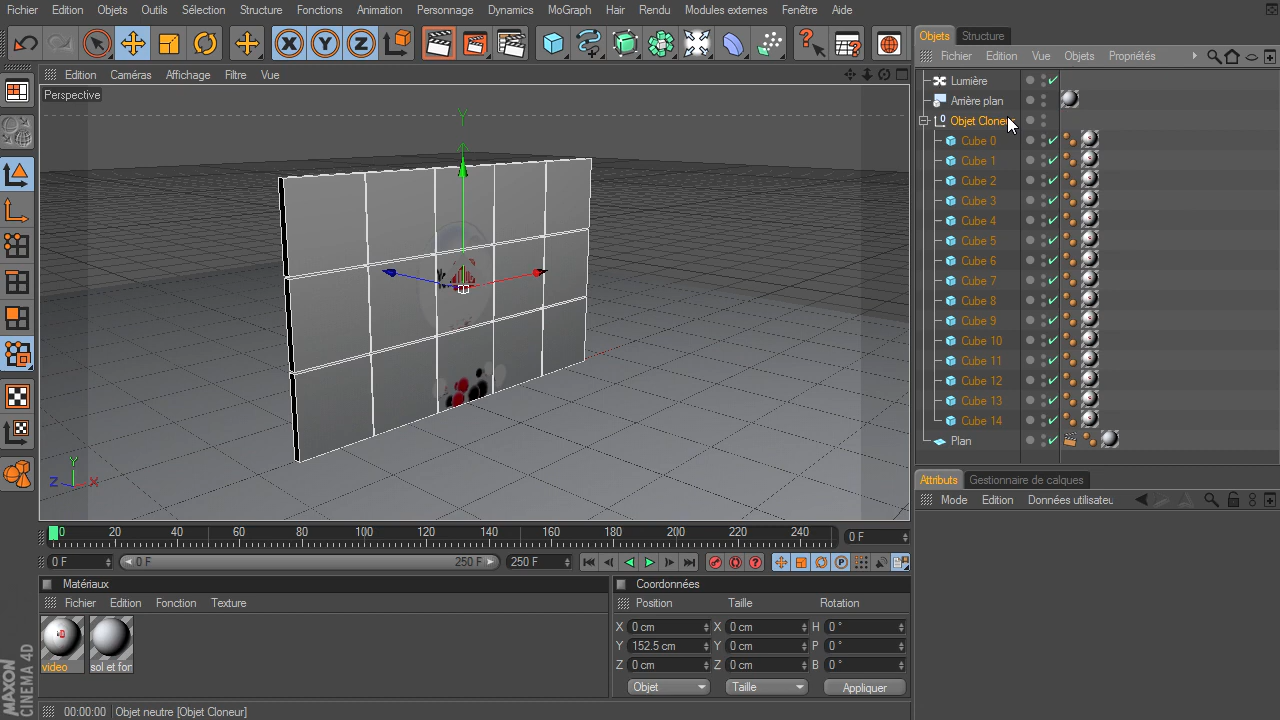 Fichier Edition Objets Outils Sélection Structure Fonctions Animation Personnage Dynamics MoGraph Hair Rendu Modules externes Fenêtre Aide
X Y Z
Objets Structure
Fichier Edition Vue Objets Propriétés
Edition Caméras Affichage Filtre Vue
Perspective
Y
Y
Z X
Lumière
Arrière plan
Objet Cloneur
Cube 0
Cube 1
Cube 2
Cube 3
Cube 4
Cube 5
Cube 6
Cube 7
Cube 8
Cube 9
Cube 10
Cube 11
Cube 12
Cube 13
Cube 14
Plan
Attributs Gestionnaire de calques
Mode Edition Données utilisateu
0 20 40 60 80 100 120 140 160 180 200 220 240 0 F
0 F 0 F 250 F 250 F
Matériaux
Fichier Edition Fonction Texture
video sol et for
Coordonnées
Position Taille Rotation
X 0 cm X 0 cm H 0 °
Y 152.5 cm Y 0 cm P 0 °
Z 0 cm Z 0 cm B 0 °
Objet Taille Appliquer
MAXON
CINEMA 4D
00:00:00 Objet neutre [Objet Cloneur]